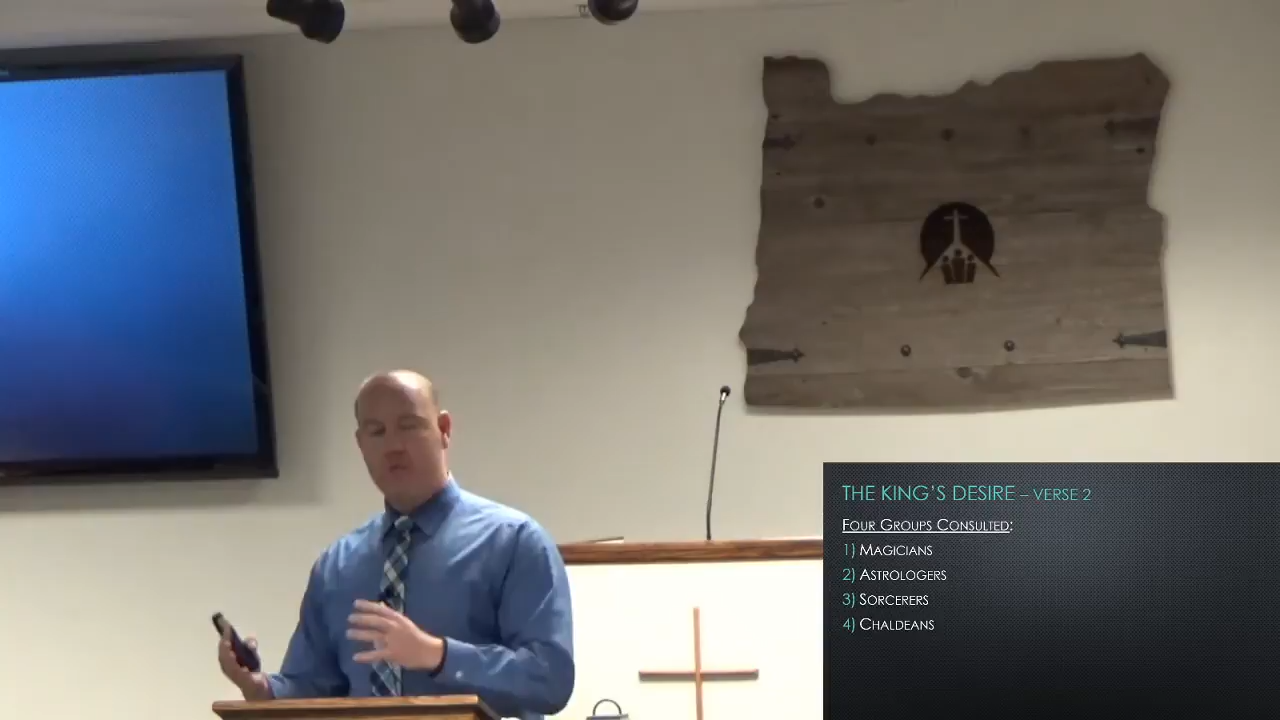 THE KING'S DESIRE – VERSE 2
FOUR GROUPS CONSULTED:
1) MAGICIANS
2) ASTROLOGERS
3) SORCERERS
4) CHALDEANS